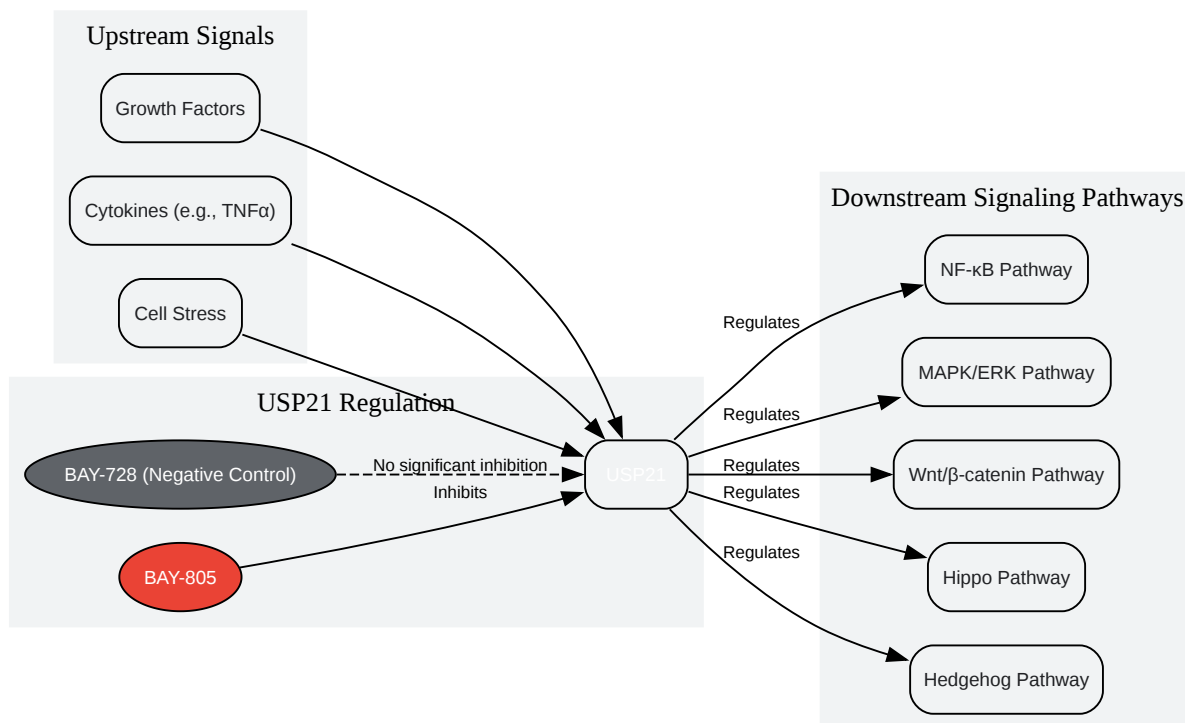 Upstream Signals
Growth Factors
Cytokines (e.g., TNFα)
Cell Stress
USP21 Regulation
BAY-728 (Negative Control)
No significant inhibition
Inhibits
BAY-805
USP21
Regulates
Regulates
Regulates
Regulates
Regulates
Downstream Signaling Pathways
NF-κB Pathway
MAPK/ERK Pathway
Wnt/β-catenin Pathway
Hippo Pathway
Hedgehog Pathway